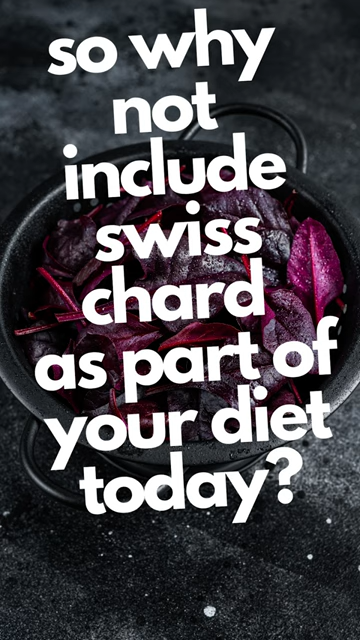 so why
not
include
swiss
chard
as part of
your diet
today?